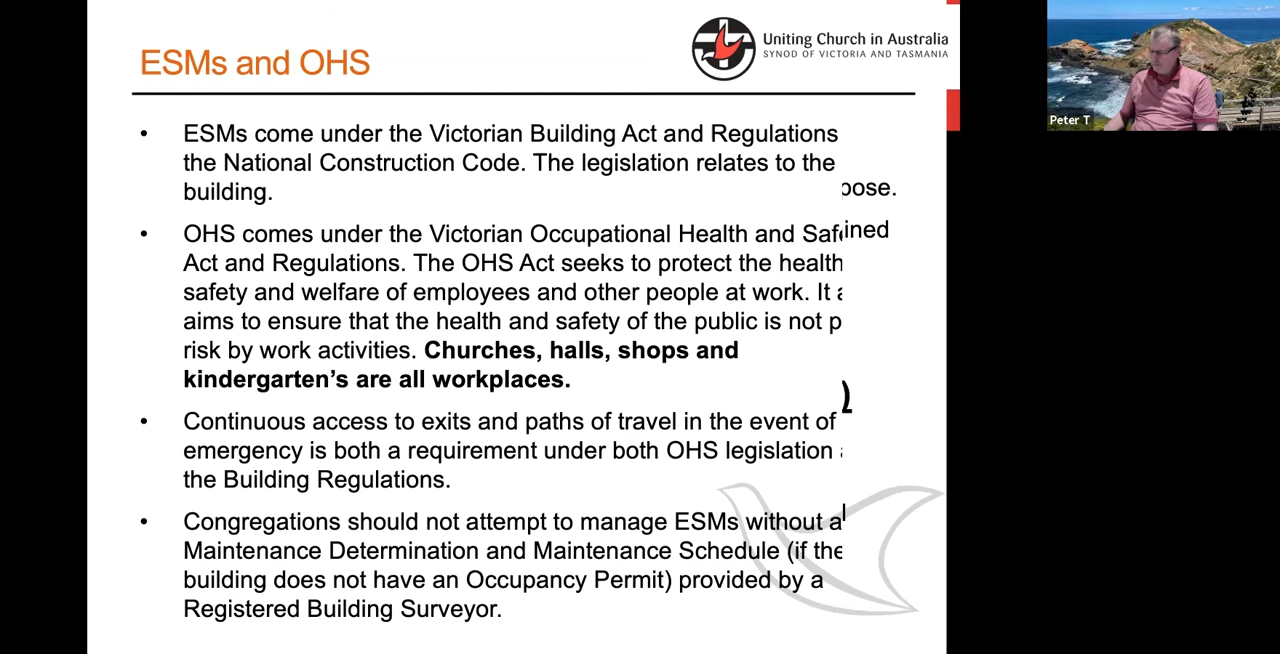 ESMs and OHS
Uniting Church in Australia
SYNOD OF VICTORIA AND TASMANIA
• ESMs come under the Victorian Building Act and Regulations
the National Construction Code. The legislation relates to the
building.
• OHS comes under the Victorian Occupational Health and Saf
Act and Regulations. The OHS Act seeks to protect the health
safety and welfare of employees and other people at work. It
aims to ensure that the health and safety of the public is not p
risk by work activities. Churches, halls, shops and
kindergarten's are all workplaces.
• Continuous access to exits and paths of travel in the event of
emergency is both a requirement under both OHS legislation
the Building Regulations.
• Congregations should not attempt to manage ESMs without a
Maintenance Determination and Maintenance Schedule (if the
building does not have an Occupancy Permit) provided by a
Registered Building Surveyor.
pose.
ined
Peter T